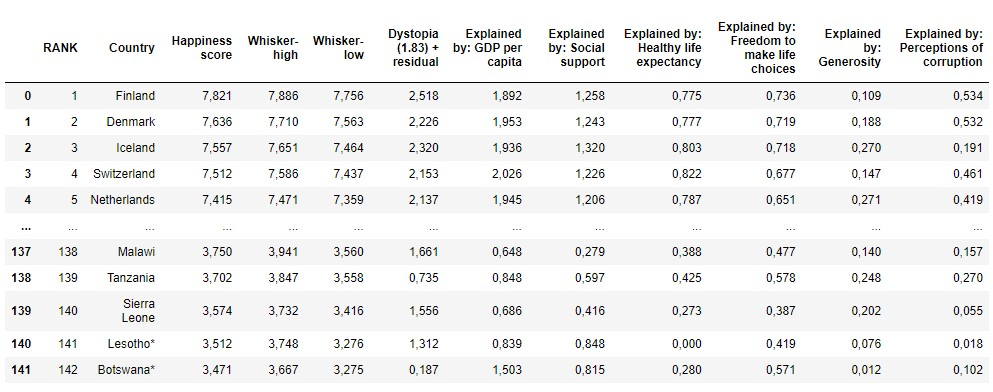 RANK Country Happiness score Whisker-high Whisker-low Dystopia (1.83) + residual Explained by: GDP per capita Explained by: Social support Explained by: Healthy life expectancy Explained by: Freedom to make life choices Explained by: Generosity Explained by: Perceptions of corruption
0 1 Finland 7,821 7,886 7,756 2,518 1,892 1,258 0,775 0,736 0,109 0,534
1 2 Denmark 7,636 7,710 7,563 2,226 1,953 1,243 0,777 0,719 0,188 0,532
2 3 Iceland 7,557 7,651 7,464 2,320 1,936 1,320 0,803 0,718 0,270 0,191
3 4 Switzerland 7,512 7,586 7,437 2,153 2,026 1,226 0,822 0,677 0,147 0,461
4 5 Netherlands 7,415 7,471 7,359 2,137 1,945 1,206 0,787 0,651 0,271 0,419
... ... ... ... ... ... ... ... ... ... ... ... ...
137 138 Malawi 3,750 3,941 3,560 1,661 0,648 0,279 0,388 0,477 0,140 0,157
138 139 Tanzania 3,702 3,847 3,558 0,735 0,848 0,597 0,425 0,578 0,248 0,270
139 140 Sierra Leone 3,574 3,732 3,416 1,556 0,686 0,416 0,273 0,387 0,202 0,055
140 141 Lesotho* 3,512 3,748 3,276 1,312 0,839 0,848 0,000 0,419 0,076 0,018
141 142 Botswana* 3,471 3,667 3,275 0,187 1,503 0,815 0,280 0,571 0,012 0,102